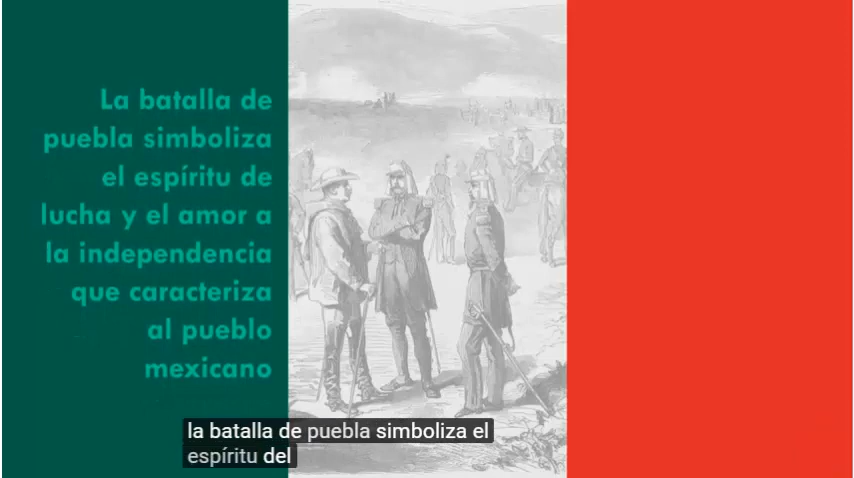 La batalla de
puebla simboliza
el espíritu de
lucha y el amor a
la independencia
que caracteriza
al pueblo
mexicano
la batalla de puebla simboliza el
espíritu del